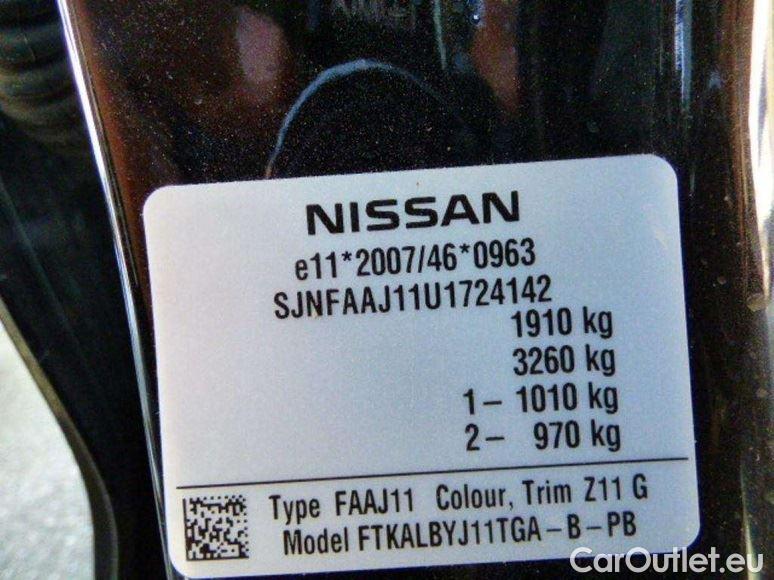 NISSAN
e11*2007/46*0963
SJNFAAJ11U1724142
1910 kg
3260 kg
1- 1010 kg
2- 970 kg
Type FAAJ11 Colour, Trim Z11 G
Model FTKALBYJ11TGA-B-PB
CarOutlet.eu